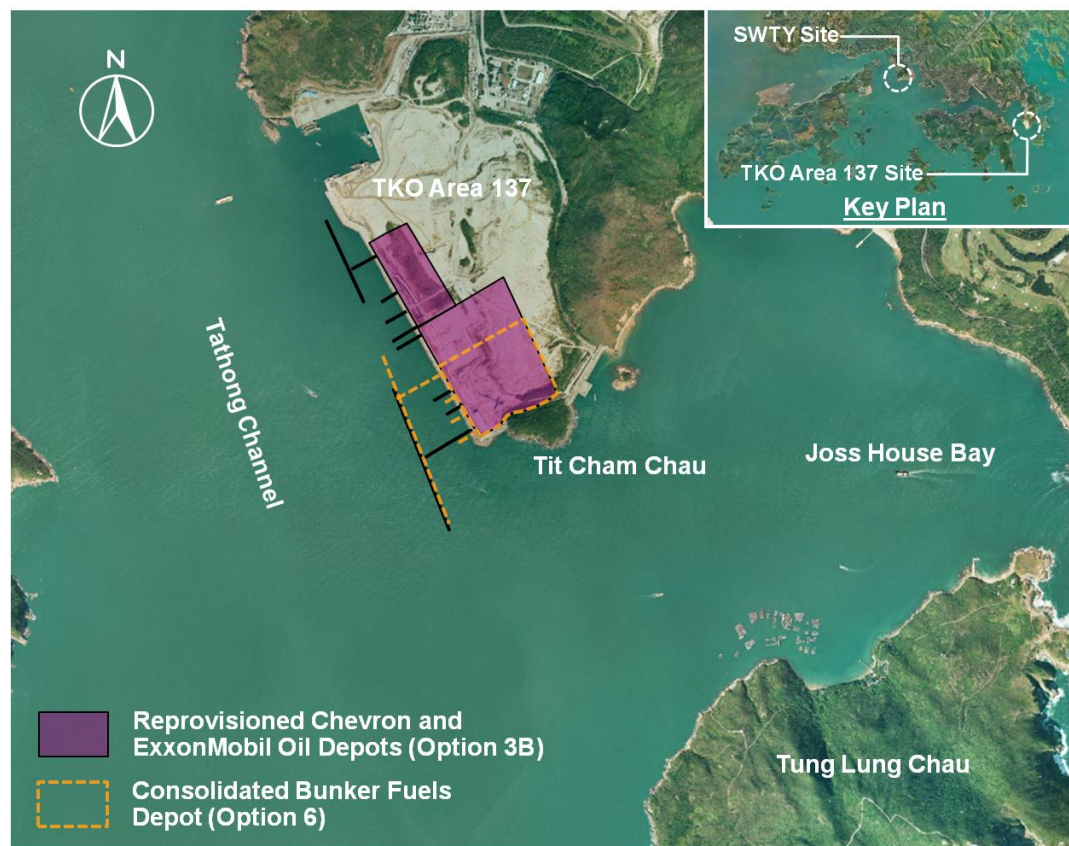 N
SWTY Site
TKO Area 137 Site
Key Plan
TKO Area 137
Tathong Channel
Tit Cham Chau
Joss House Bay
Tung Lung Chau
Reprovisioned Chevron and
ExxonMobil Oil Depots (Option 3B)
Consolidated Bunker Fuels
Depot (Option 6)